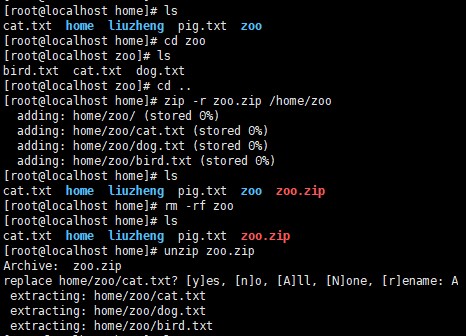 [root@localhost home]# ls
cat.txt  home  liuzheng  pig.txt  zoo
[root@localhost home]# cd zoo
[root@localhost zoo]# ls
bird.txt  cat.txt  dog.txt
[root@localhost zoo]# cd ..
[root@localhost home]# zip -r zoo.zip /home/zoo
  adding: home/zoo/ (stored 0%)
  adding: home/zoo/cat.txt (stored 0%)
  adding: home/zoo/dog.txt (stored 0%)
  adding: home/zoo/bird.txt (stored 0%)
[root@localhost home]# ls
cat.txt  home  liuzheng  pig.txt  zoo  zoo.zip
[root@localhost home]# rm -rf zoo
[root@localhost home]# ls
cat.txt  home  liuzheng  pig.txt  zoo.zip
[root@localhost home]# unzip zoo.zip
Archive:  zoo.zip
replace home/zoo/cat.txt? [y]es, [n]o, [A]ll, [N]one, [r]ename: A
 extracting: home/zoo/cat.txt
 extracting: home/zoo/dog.txt
 extracting: home/zoo/bird.txt